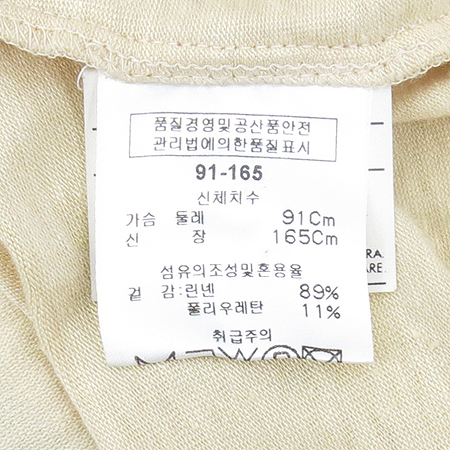 품질경영및공산품안전
관리법에의한품질표시
91-165
신체치수
가슴 둘레 91Cm
신 장 165Cm
섬유의조성및혼용율
겉 감:린넨 89%
폴리우레탄 11%
취급주의
RA.
ARE.